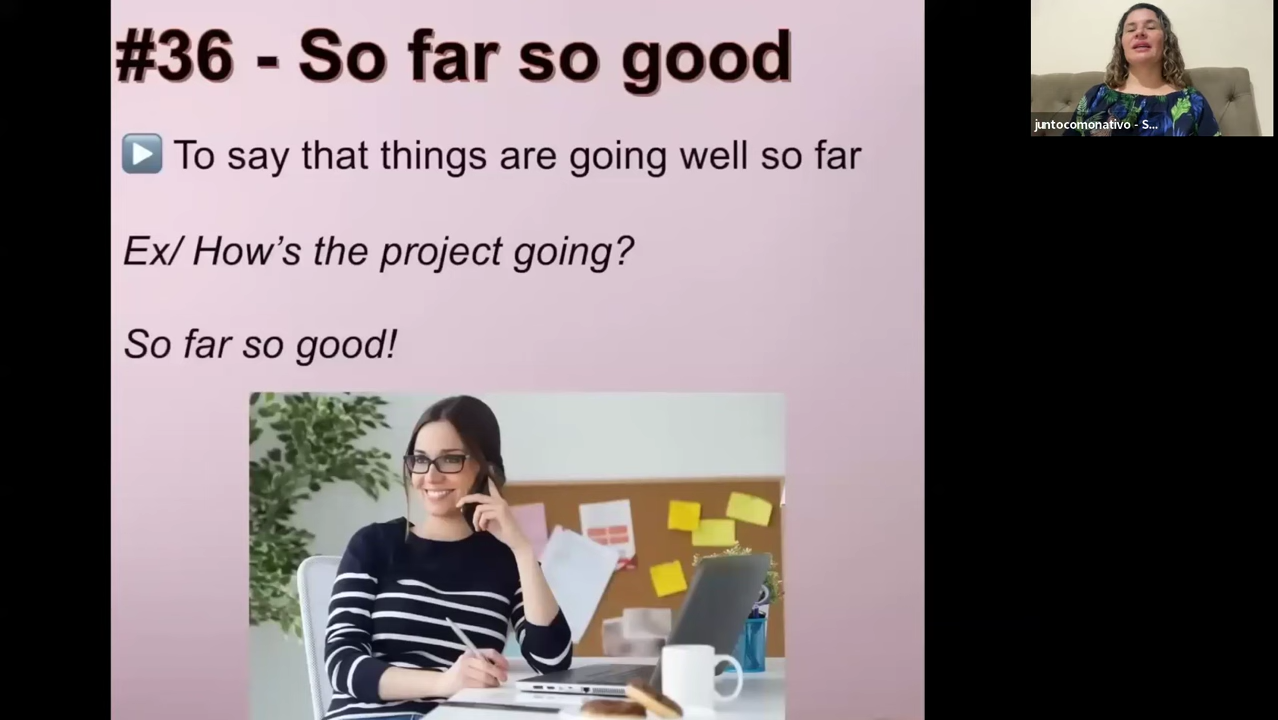 #36 - So far so good
To say that things are going well so far
Ex/ How's the project going?
So far so good!
juntocomonativo - S...